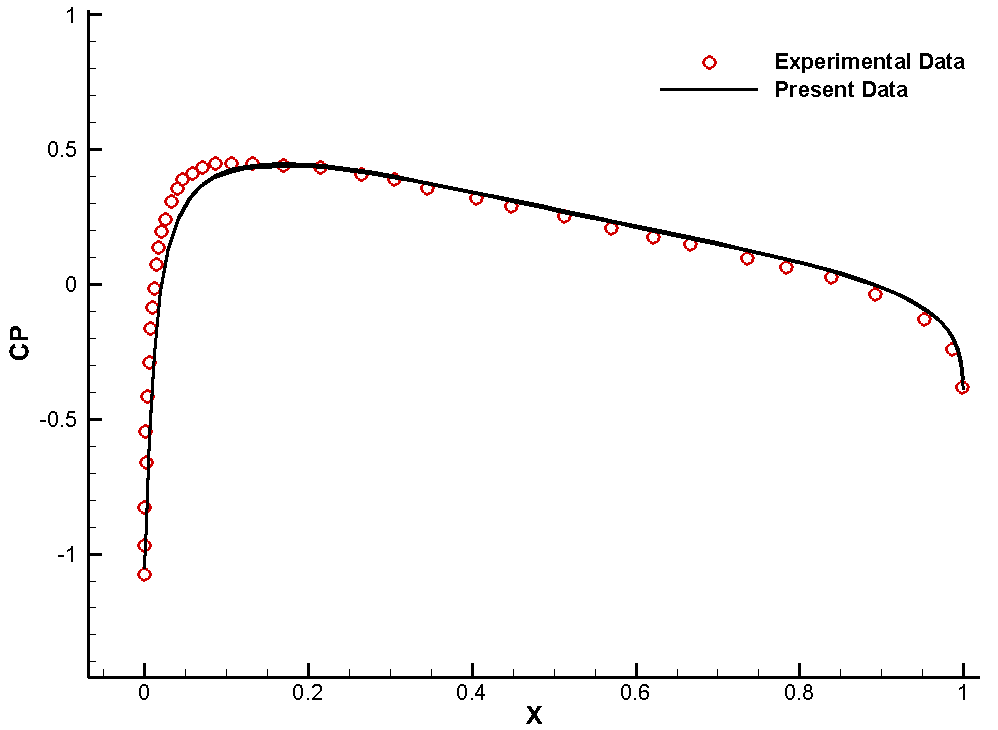 1
Experimental Data
Present Data
0.5
0
CP
-0.5
-1
0 0.2 0.4 0.6 0.8 1
X